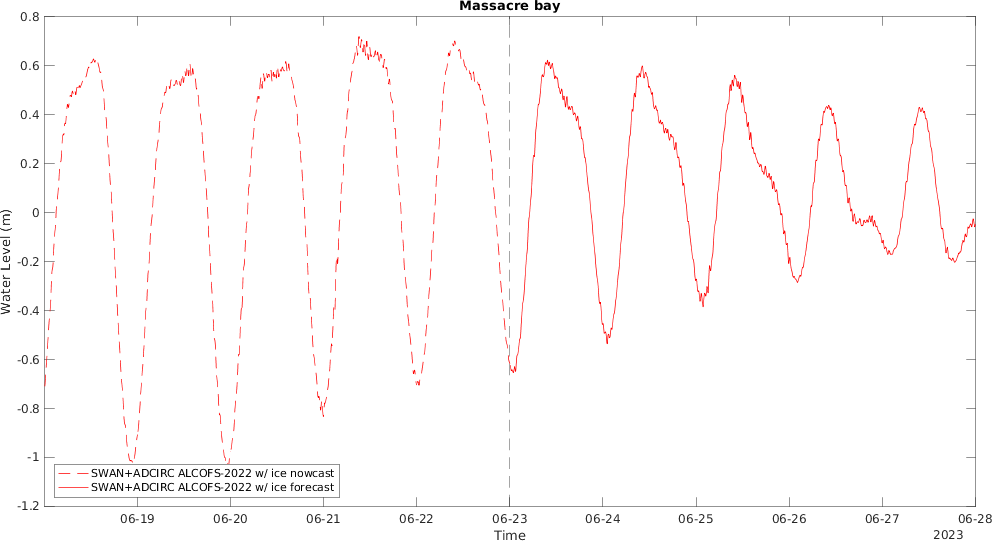 Massacre bay
Water Level (m)
0.8
0.6
0.4
0.2
0
-0.2
-0.4
-0.6
-0.8
-1
-1.2
SWAN+ADCIRC ALCOFS-2022 w/ ice nowcast
SWAN+ADCIRC ALCOFS-2022 w/ ice forecast
06-19 06-20 06-21 06-22 06-23 06-24 06-25 06-26 06-27 06-28
Time
2023